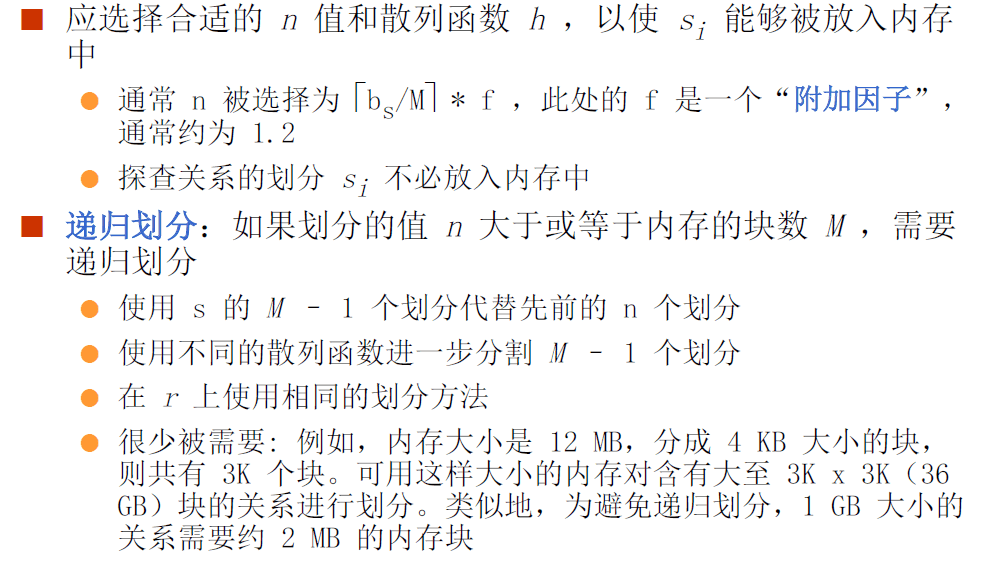 应选择合适的 n 值和散列函数 h ，以使 si 能够被放入内存
中
通常 n 被选择为⌈bs/M⌉ * f ，此处的 f 是一个“附加因子”，
通常约为 1.2
探查关系的划分 si 不必放入内存中
递归划分：如果划分的值 n 大于或等于内存的块数 M ，需要
递归划分
使用 s 的 M – 1 个划分代替先前的 n 个划分
使用不同的散列函数进一步分割 M – 1 个划分
在 r 上使用相同的划分方法
很少被需要: 例如，内存大小是 12 MB，分成 4 KB 大小的块，
则共有 3K 个块。可用这样大小的内存对含有大至 3K x 3K（36
GB）块的关系进行划分。类似地，为避免递归划分，1 GB 大小的
关系需要约 2 MB 的内存块